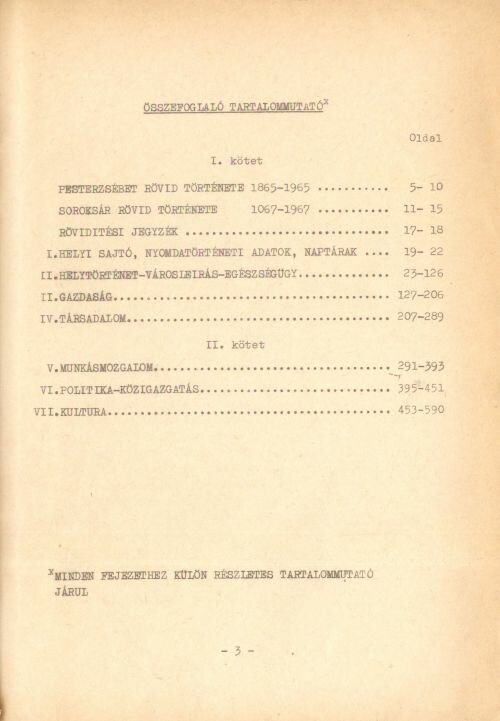 ÖSSZEFOGLALÓ TARTALOMMUTATÓx
Oldal
I. kötet
PESTERZSÉBET RÖVID TÖRTÉNETE 1865-1965 ........... 5- 10
SOROKSÁR RÖVID TÖRTÉNETE 1067-1967 ........... 11- 15
RÖVIDITÉSI JEGYZÉK ................................ 17- 18
I.HELYI SAJTÓ, NYOMDATÖRTÉNETI ADATOK, NAPTÁRAK .... 19- 22
II.HELYTÖRTÉNET-VÁROSLEIRÁS-EGÉSZSÉGÜGY.............. 23-126
II.GAZDASÁG........................................... 127-206
IV.TÁRSADALOM......................................... 207-289
II. kötet
V.MUNKÁSMOZGALOM..................................... 291-393
VI.POLITIKA-KÖZIGAZGATÁS.............................. 395-451
VII.KULTURA............................................ 453-590
xMINDEN FEJEZETHEZ KÜLÖN RÉSZLETES TARTALOMMUTATÓ
JÁRUL
- 3 -